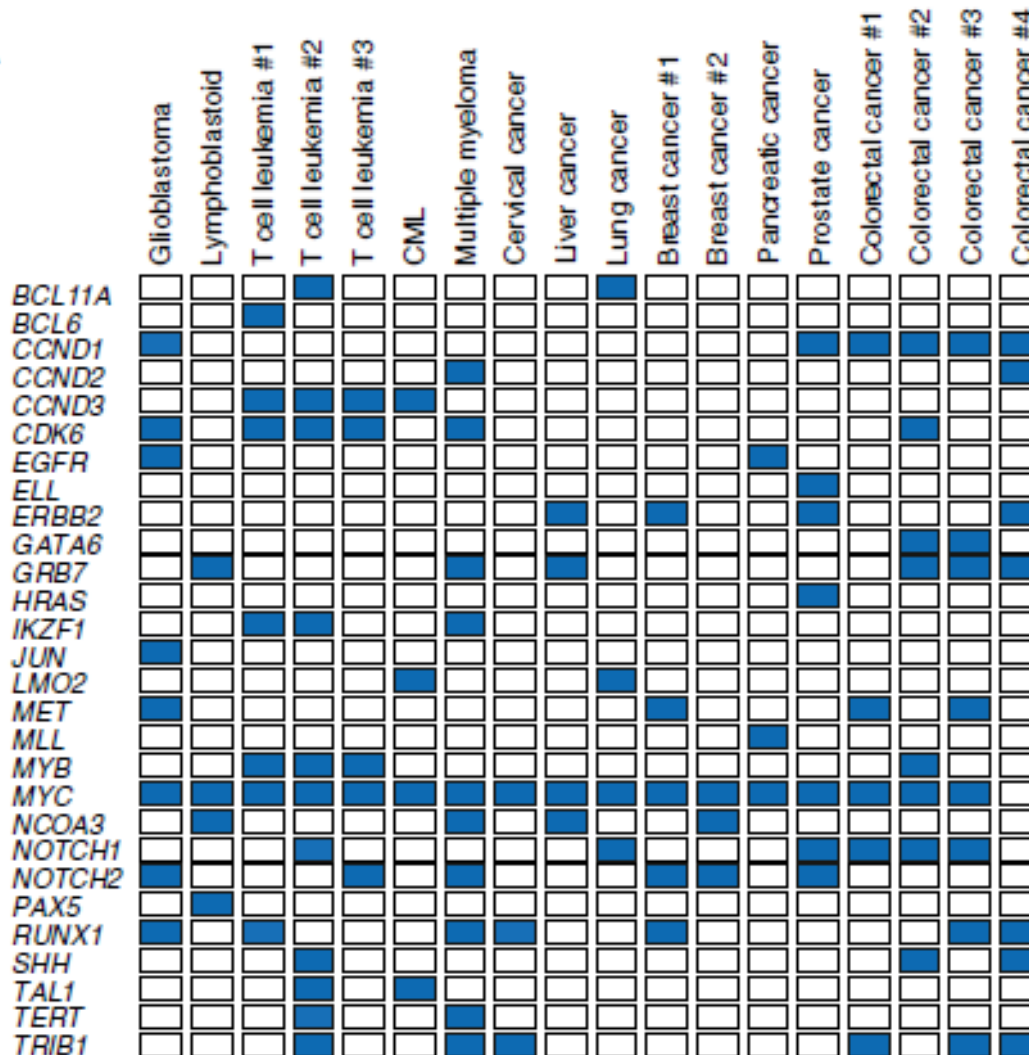 Glioblastoma
Lymphoblastoid
T cell leukemia #1
T cell leukemia #2
T cell leukemia #3
CML
Multiple myeloma
Cervical cancer
Liver cancer
Lung cancer
Breast cancer #1
Breast cancer #2
Pancreatic cancer
Prostate cancer
Colorectal cancer #1
Colorectal cancer #2
Colorectal cancer #3
Colorectal cancer #4
BCL11A
BCL6
CCND1
CCND2
CCND3
CDK6
EGFR
ELL
ERBB2
GATA6
GRB7
HRAS
IKZF1
JUN
LMO2
MET
MLL
MYB
MYC
NCOA3
NOTCH1
NOTCH2
PAX5
RUNX1
SHH
TAL1
TERT
TRIB1